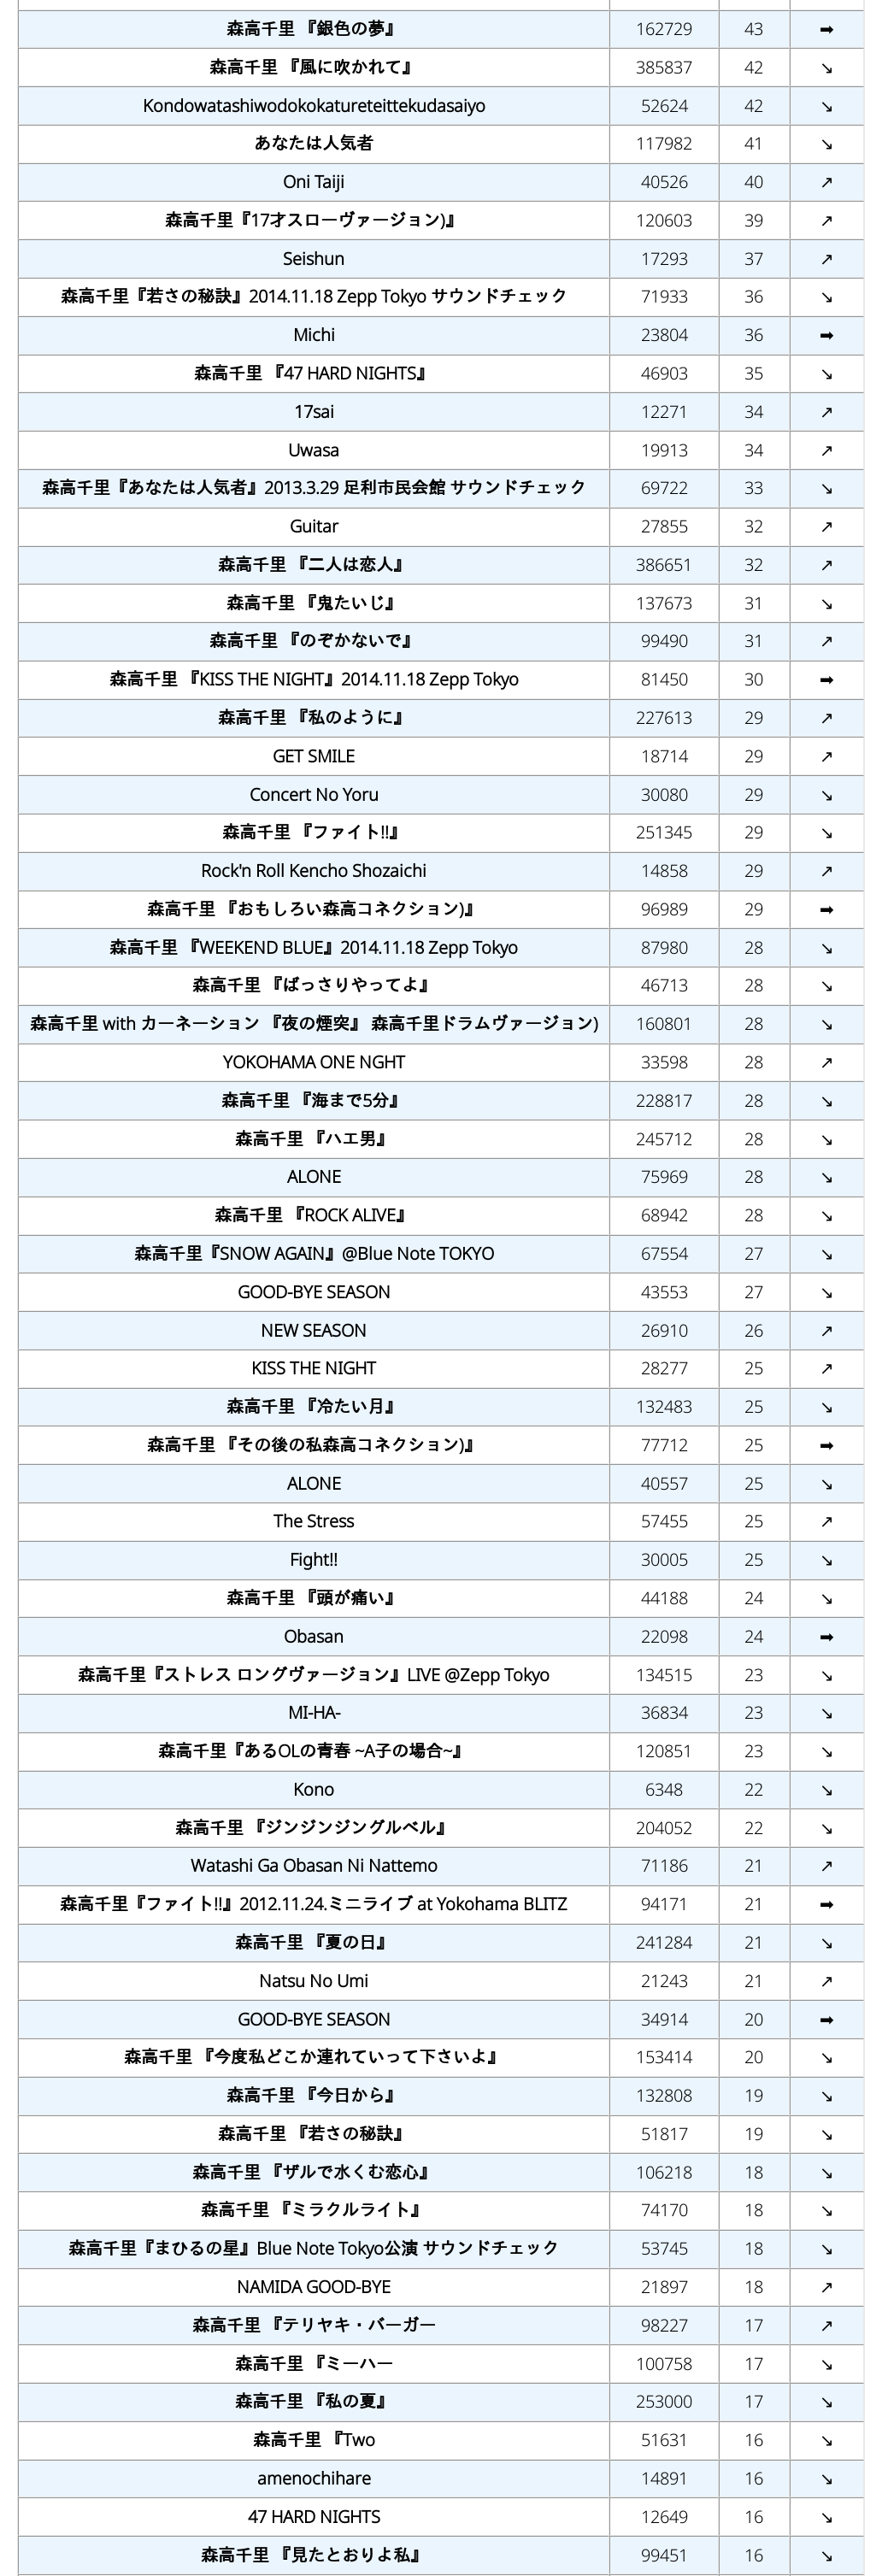 森高千里 『銀色の夢』 162729 43 ➡
森高千里 『風に吹かれて』 385837 42 ↘
Kondowatashiwodokokatureteittekudasaiyo 52624 42 ↘
あなたは人気者 117982 41 ↘
Oni Taiji 40526 40 ↗
森高千里『17才スローヴァージョン)』 120603 39 ↗
Seishun 17293 37 ↗
森高千里『若さの秘訣』2014.11.18 Zepp Tokyo サウンドチェック 71933 36 ↘
Michi 23804 36 ➡
森高千里 『47 HARD NIGHTS』 46903 35 ↘
17sai 12271 34 ↗
Uwasa 19913 34 ↗
森高千里『あなたは人気者』2013.3.29 足利市民会館 サウンドチェック 69722 33 ↘
Guitar 27855 32 ↗
森高千里 『二人は恋人』 386651 32 ↗
森高千里 『鬼たいじ』 137673 31 ↘
森高千里 『のぞかないで』 99490 31 ↗
森高千里 『KISS THE NIGHT』2014.11.18 Zepp Tokyo 81450 30 ➡
森高千里 『私のように』 227613 29 ↗
GET SMILE 18714 29 ↗
Concert No Yoru 30080 29 ↘
森高千里 『ファイト!!』 251345 29 ↘
Rock'n Roll Kencho Shozaichi 14858 29 ↗
森高千里 『おもしろい森高コネクション)』 96989 29 ➡
森高千里 『WEEKEND BLUE』2014.11.18 Zepp Tokyo 87980 28 ↘
森高千里 『ばっさりやってよ』 46713 28 ↘
森高千里 with カーネーション 『夜の煙突』 森高千里ドラムヴァージョン) 160801 28 ↘
YOKOHAMA ONE NGHT 33598 28 ↗
森高千里 『海まで5分』 228817 28 ↘
森高千里 『ハエ男』 245712 28 ↘
ALONE 75969 28 ↘
森高千里 『ROCK ALIVE』 68942 28 ↘
森高千里『SNOW AGAIN』@Blue Note TOKYO 67554 27 ↘
GOOD-BYE SEASON 43553 27 ↘
NEW SEASON 26910 26 ↗
KISS THE NIGHT 28277 25 ↗
森高千里 『冷たい月』 132483 25 ↘
森高千里 『その後の私森高コネクション)』 77712 25 ➡
ALONE 40557 25 ↘
The Stress 57455 25 ↗
Fight!! 30005 25 ↘
森高千里 『頭が痛い』 44188 24 ↘
Obasan 22098 24 ➡
森高千里『ストレス ロングヴァージョン』LIVE @Zepp Tokyo 134515 23 ↘
MI-HA- 36834 23 ↘
森高千里『あるOLの青春 ~A子の場合~』 120851 23 ↘
Kono 6348 22 ↘
森高千里 『ジンジンジングルベル』 204052 22 ↘
Watashi Ga Obasan Ni Nattemo 71186 21 ↗
森高千里『ファイト!!』2012.11.24.ミニライブ at Yokohama BLITZ 94171 21 ➡
森高千里 『夏の日』 241284 21 ↘
Natsu No Umi 21243 21 ↗
GOOD-BYE SEASON 34914 20 ➡
森高千里 『今度私どこか連れていって下さいよ』 153414 20 ↘
森高千里 『今日から』 132808 19 ↘
森高千里 『若さの秘訣』 51817 19 ↘
森高千里 『ザルで水くむ恋心』 106218 18 ↘
森高千里 『ミラクルライト』 74170 18 ↘
森高千里『まひるの星』Blue Note Tokyo公演 サウンドチェック 53745 18 ↘
NAMIDA GOOD-BYE 21897 18 ↗
森高千里 『テリヤキ・バーガー 98227 17 ↗
森高千里 『ミーハー 100758 17 ↘
森高千里 『私の夏』 253000 17 ↘
森高千里 『Two 51631 16 ↘
amenochihare 14891 16 ↘
47 HARD NIGHTS 12649 16 ↘
森高千里 『見たとおりよ私』 99451 16 ↘